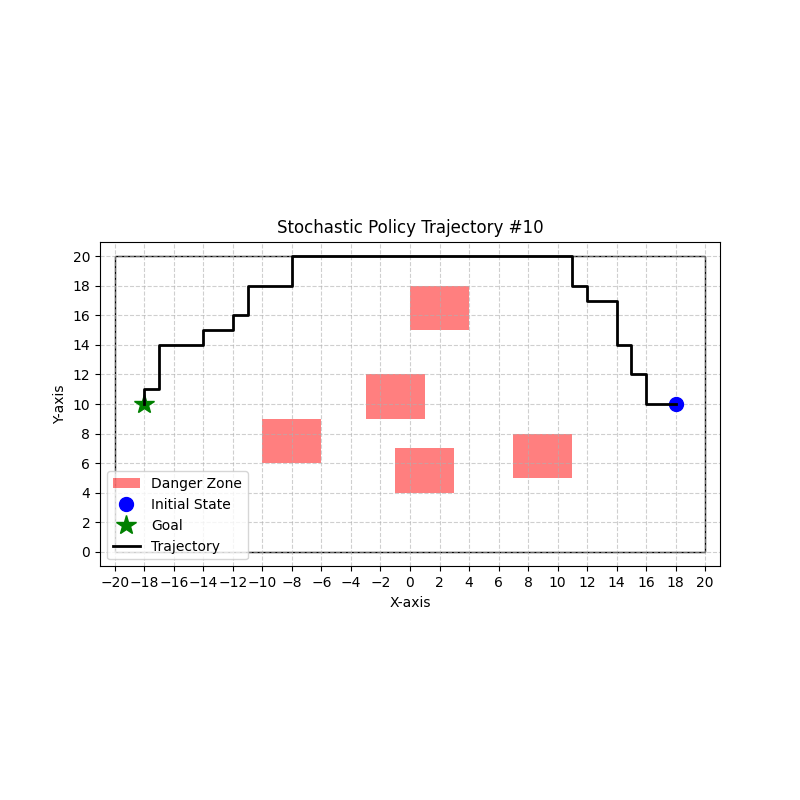 Stochastic Policy Trajectory #10
Y-axis
20
18
16
14
12
10
8
6
4
2
0
Danger Zone
Initial State
Goal
Trajectory
−20 −18 −16 −14 −12 −10 −8 −6 −4 −2 0 2 4 6 8 10 12 14 16 18 20
X-axis